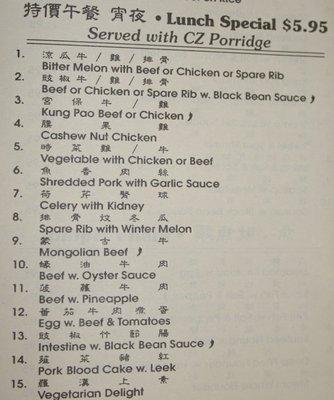 on Rice
特價午餐 宵夜 • Lunch Special $5.95
Served with CZ Porridge
1. 涼瓜牛/雞/排骨
Bitter Melon with Beef or Chicken or Spare Rib
2. 豉椒牛/雞/排骨
Beef or Chicken or Spare Rib w. Black Bean Sauce
3. 宮保牛/雞
Kung Pao Beef or Chicken
4. 腰果雞
Cashew Nut Chicken
5. 時菜雞/牛
Vegetable with Chicken or Beef
6. 魚香肉絲
Shredded Pork with Garlic Sauce
7. 荷芹腎球
Celery with Kidney
8. 排骨炆冬瓜
Spare Rib with Winter Melon
9. 蒙古牛
Mongolian Beef
10. 蠔油牛肉
Beef w. Oyster Sauce
11. 菠蘿牛肉
Beef w. Pineapple
12. 番茄牛肉煮蛋
Egg w. Beef & Tomatoes
13. 豉椒竹節腸
Intestine w. Black Bean Sauce
14. 韮菜豬紅
Pork Blood Cake w. Leek
15. 羅漢上素
Vegetarian Delight